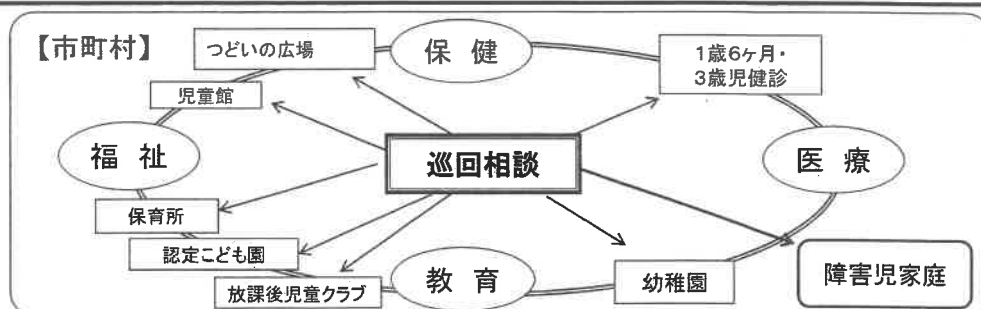 【市町村】
つどいの広場
保健
1歳6ヶ月・
3歳児健診
児童館
福祉
巡回相談
医療
保育所
認定こども園
放課後児童クラブ
教育
幼稚園
障害児家庭